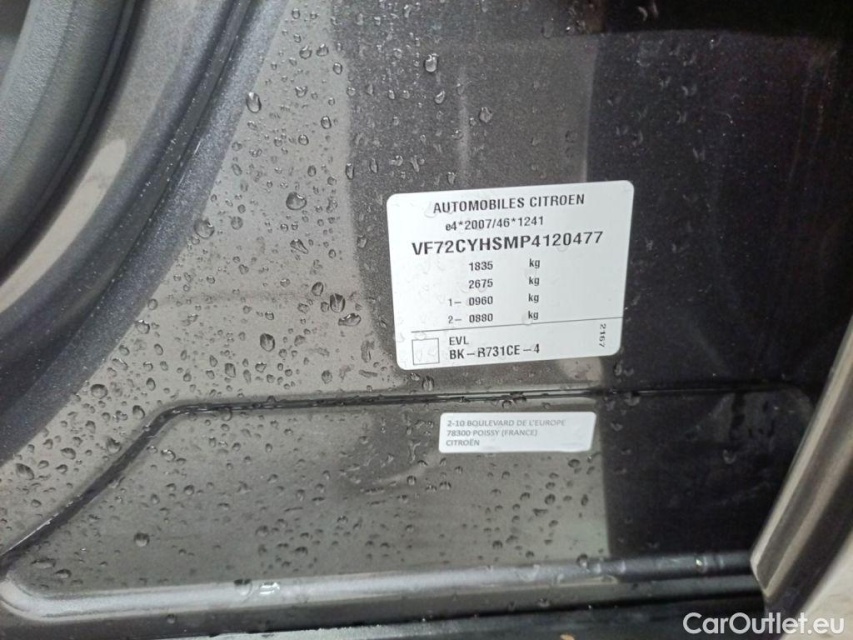 AUTOMOBILES CITROEN
e4*2007/46*1241
VF72CYHSMP4120477
1835 kg
2675 kg
1- 0960 kg
2- 0880 kg
EVL
BK-R731CE-4
2167
2-10 BOULEVARD DE L'EUROPE
78300 POISSY (FRANCE)
CITROËN
CarOutlet.eu